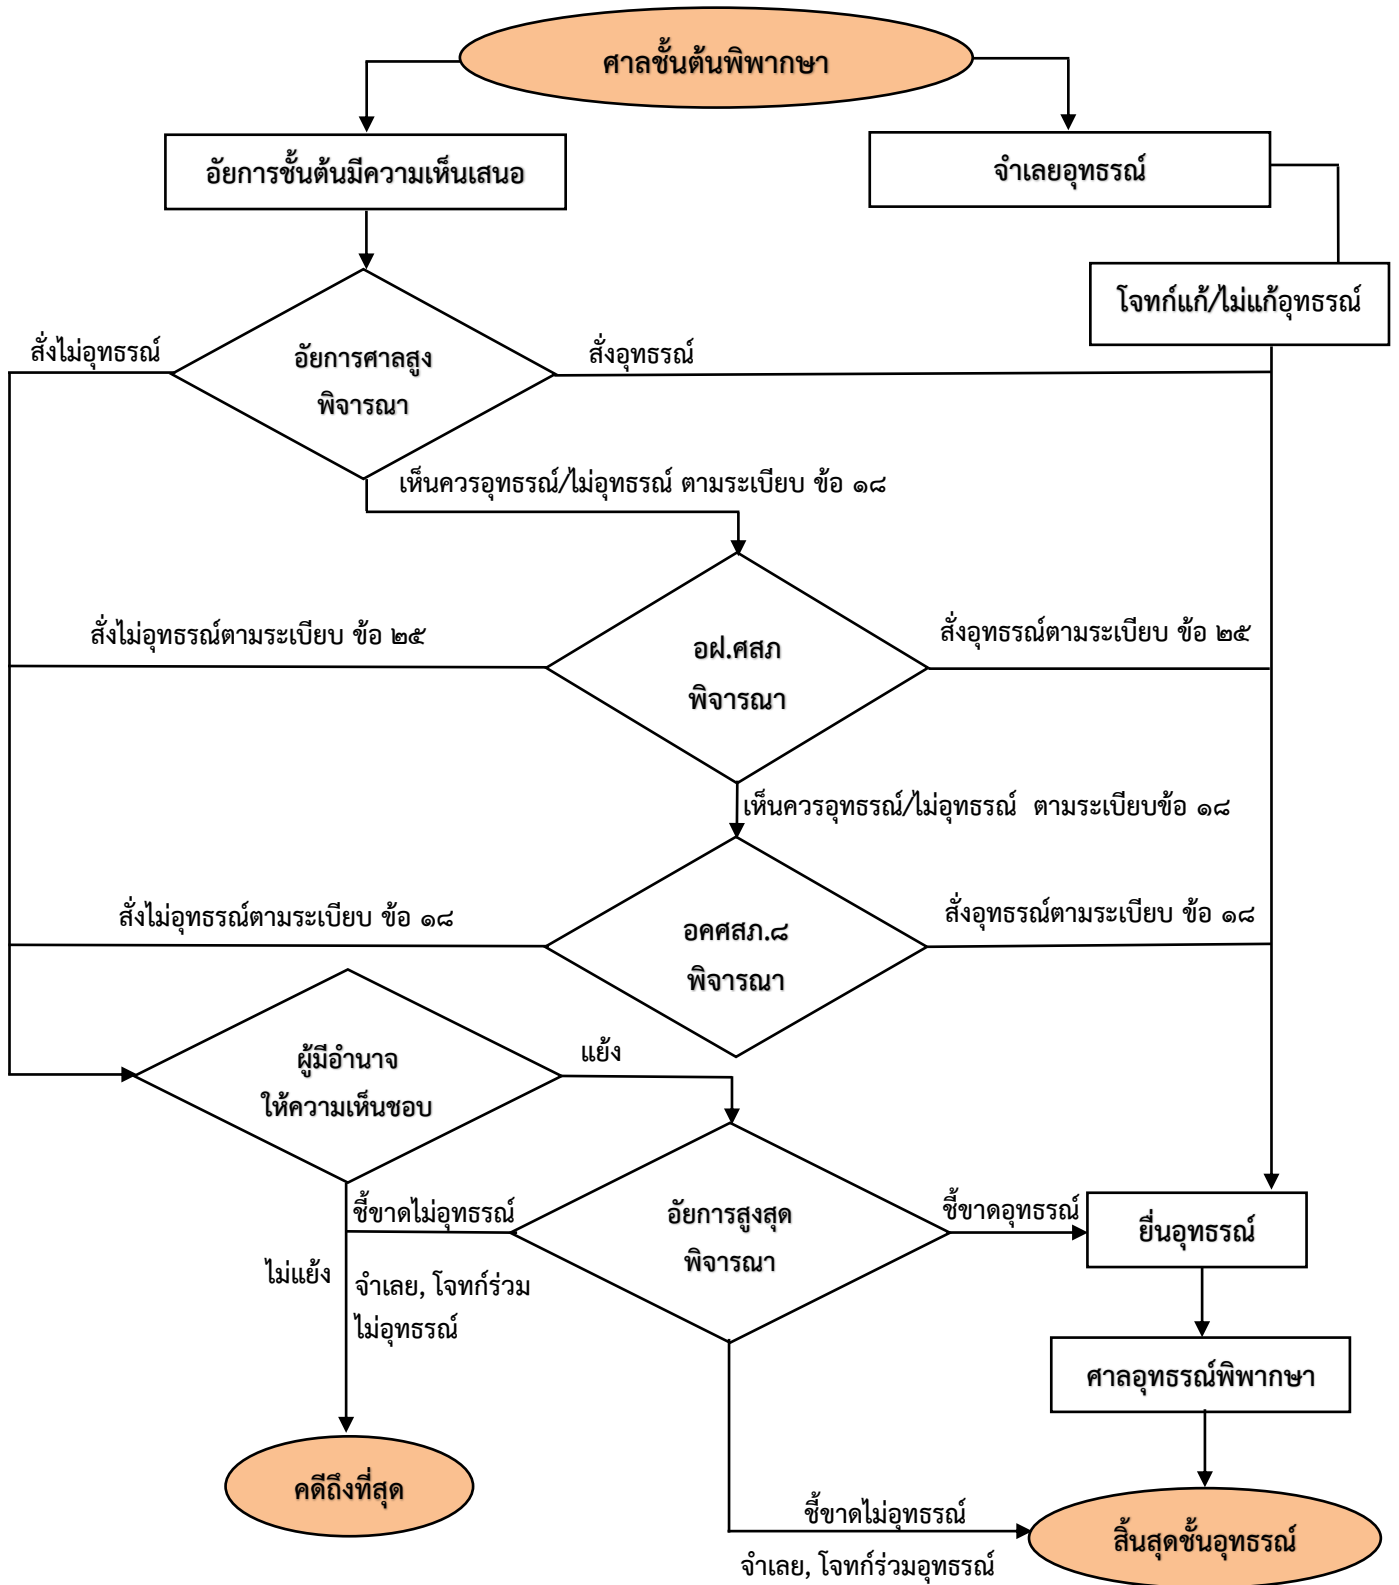 ศาลชั้นต้นพิพากษา
อัยการชั้นต้นมีความเห็นเสนอ
จำเลยอุทธรณ์
โจทก์แก้/ไม่แก้อุทธรณ์
สั่งไม่อุทธรณ์
อัยการศาลสูง
พิจารณา
สั่งอุทธรณ์
เห็นควรอุทธรณ์/ไม่อุทธรณ์ ตามระเบียบ ข้อ ๑๘
สั่งไม่อุทธรณ์ตามระเบียบ ข้อ ๒๕
อฝ.ศสภ
พิจารณา
สั่งอุทธรณ์ตามระเบียบ ข้อ ๒๕
เห็นควรอุทธรณ์/ไม่อุทธรณ์ ตามระเบียบข้อ ๑๘
สั่งไม่อุทธรณ์ตามระเบียบ ข้อ ๑๘
อคศสภ.๘
พิจารณา
สั่งอุทธรณ์ตามระเบียบ ข้อ ๑๘
ผู้มีอำนาจ
ให้ความเห็นชอบ
แย้ง
ชี้ขาดไม่อุทธรณ์
อัยการสูงสุด
พิจารณา
ชี้ขาดอุทธรณ์
ยื่นอุทธรณ์
ไม่แย้ง
จำเลย, โจทก์ร่วม
ไม่อุทธรณ์
ศาลอุทธรณ์พิพากษา
คดีถึงที่สุด
ชี้ขาดไม่อุทธรณ์
จำเลย, โจทก์ร่วมอุทธรณ์
สิ้นสุดชั้นอุทธรณ์